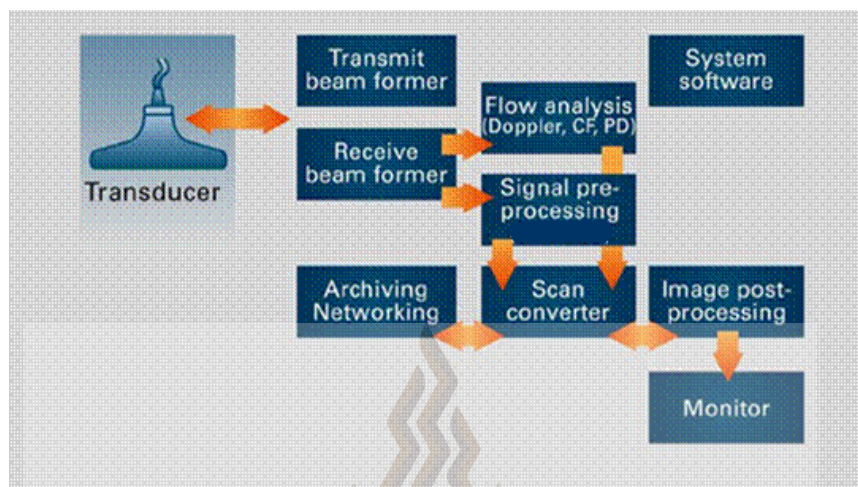 Transducer
Transmit
beam former
Receive
beam former
Flow analysis
(Doppler, CF, PD)
Signal pre-
processing
System
software
Archiving
Networking
Scan
converter
Image post-
processing
Monitor